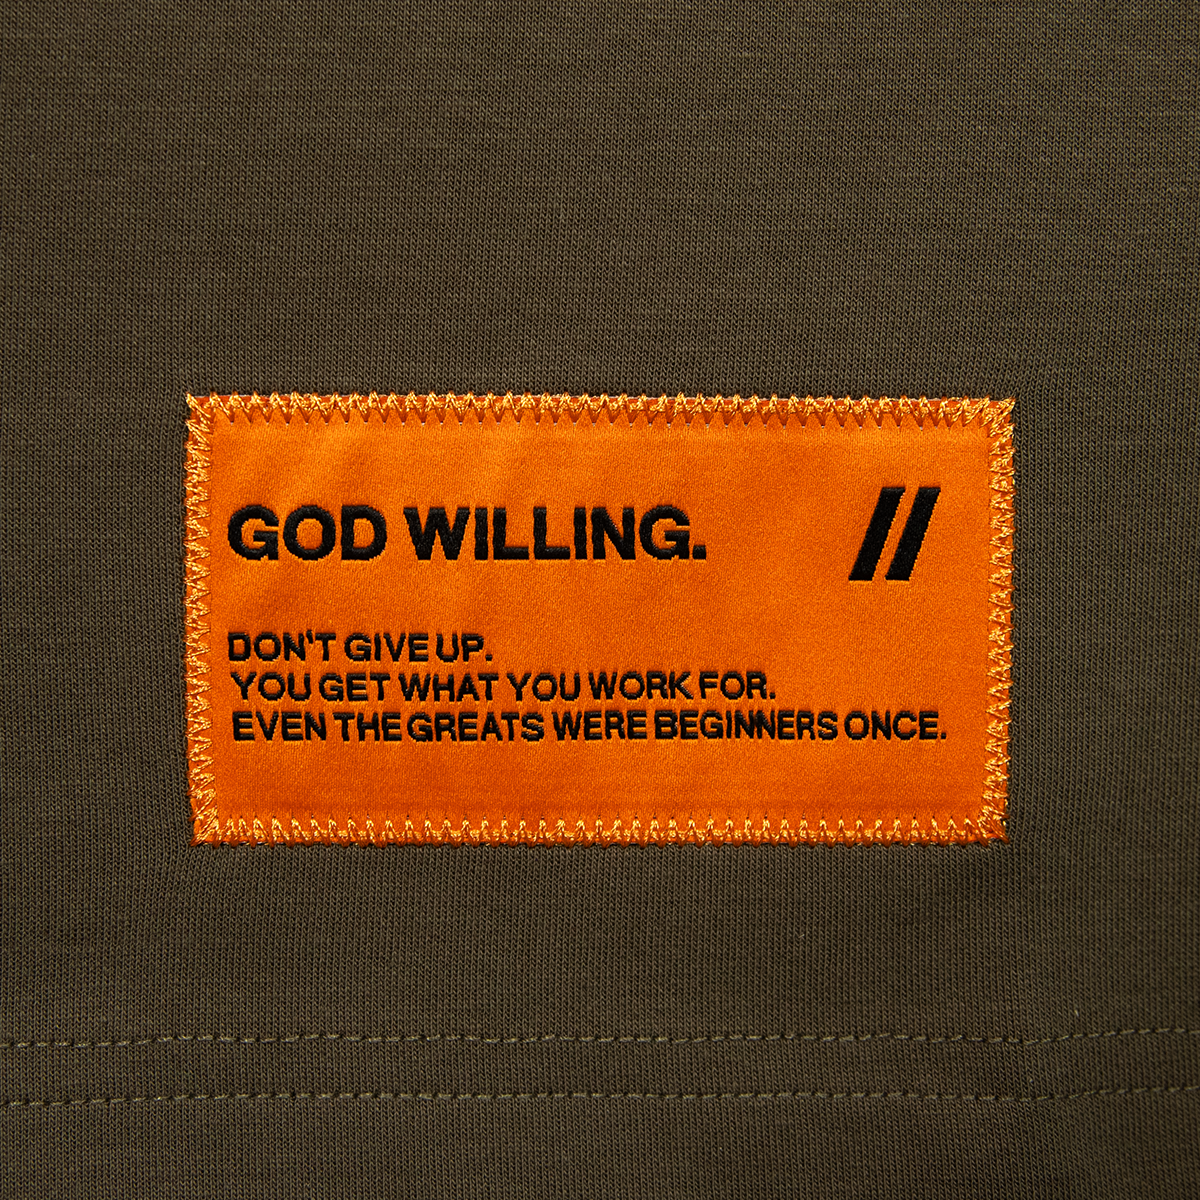 GOD WILLING. //
DON'T GIVE UP.
YOU GET WHAT YOU WORK FOR.
EVEN THE GREATS WERE BEGINNERS ONCE.